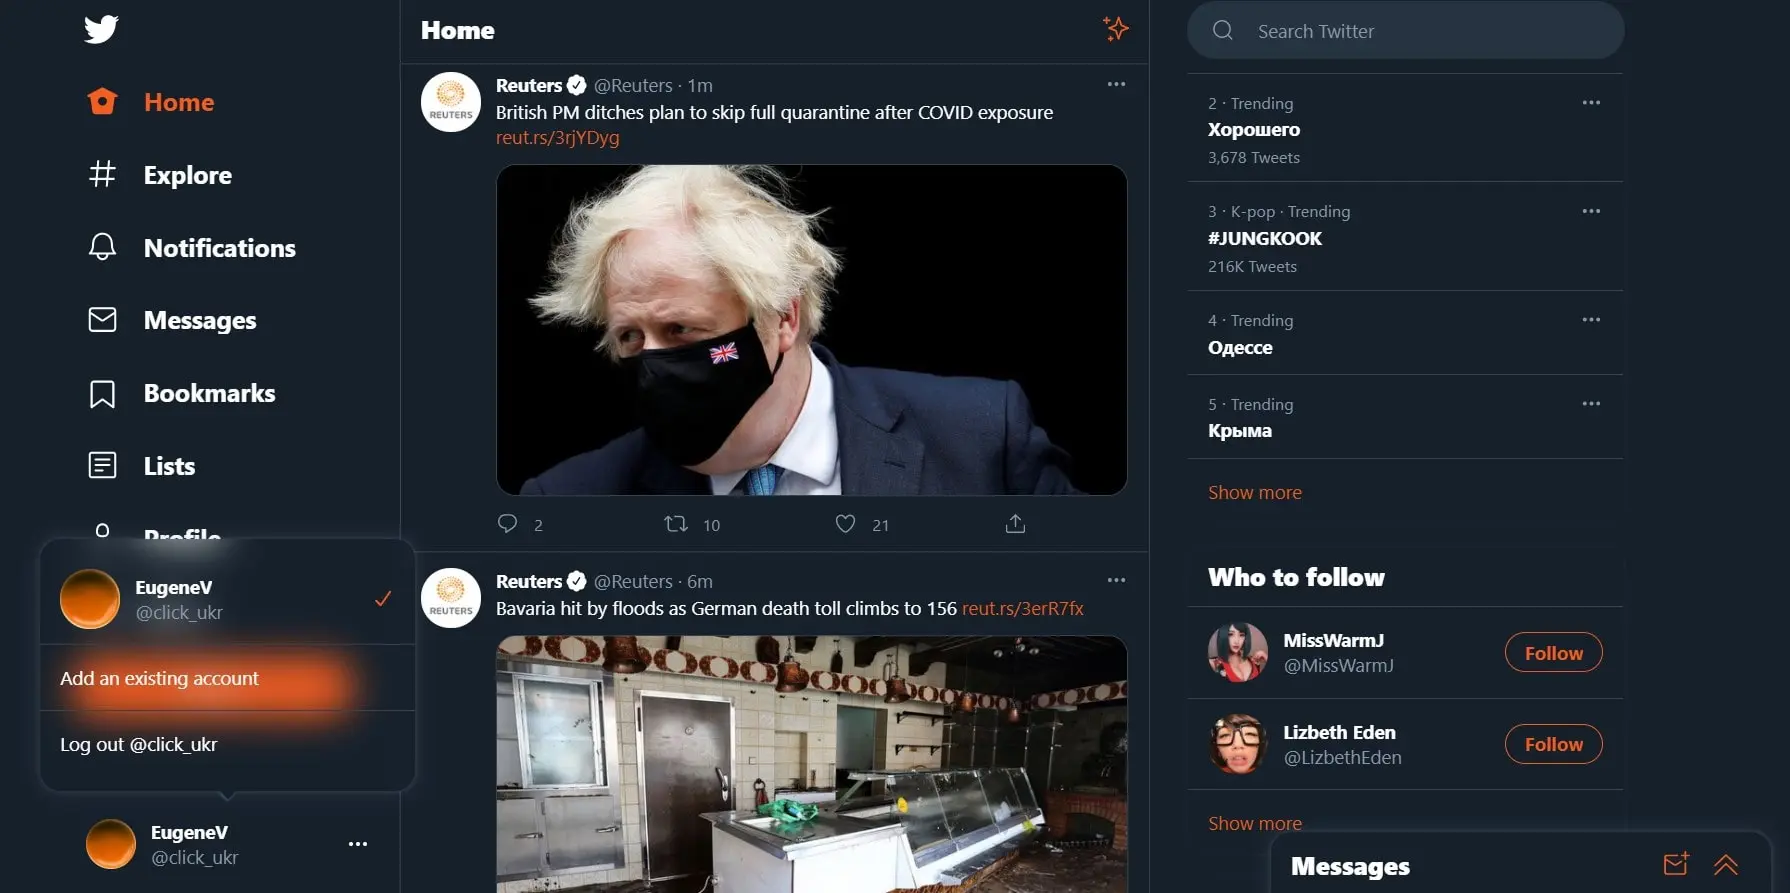 Home
Explore
Notifications
Messages
Bookmarks
Lists
Profile
EugeneV
@click_ukr
Add an existing account
Log out @click_ukr
EugeneV
@click_ukr
Home
REUTERS
Reuters @Reuters · 1m
British PM ditches plan to skip full quarantine after COVID exposure
reut.rs/3rjYDyg
2 10 21
REUTERS
Reuters @Reuters · 6m
Bavaria hit by floods as German death toll climbs to 156 reut.rs/3erR7fx
Search Twitter
2 · Trending
Хорошего
3,678 Tweets
3 · K-pop · Trending
#JUNGKOOK
216K Tweets
4 · Trending
Одессе
5 · Trending
Крыма
Show more
Who to follow
MissWarmJ
@MissWarmJ
Follow
Lizbeth Eden
@LizbethEden
Follow
Show more
Messages